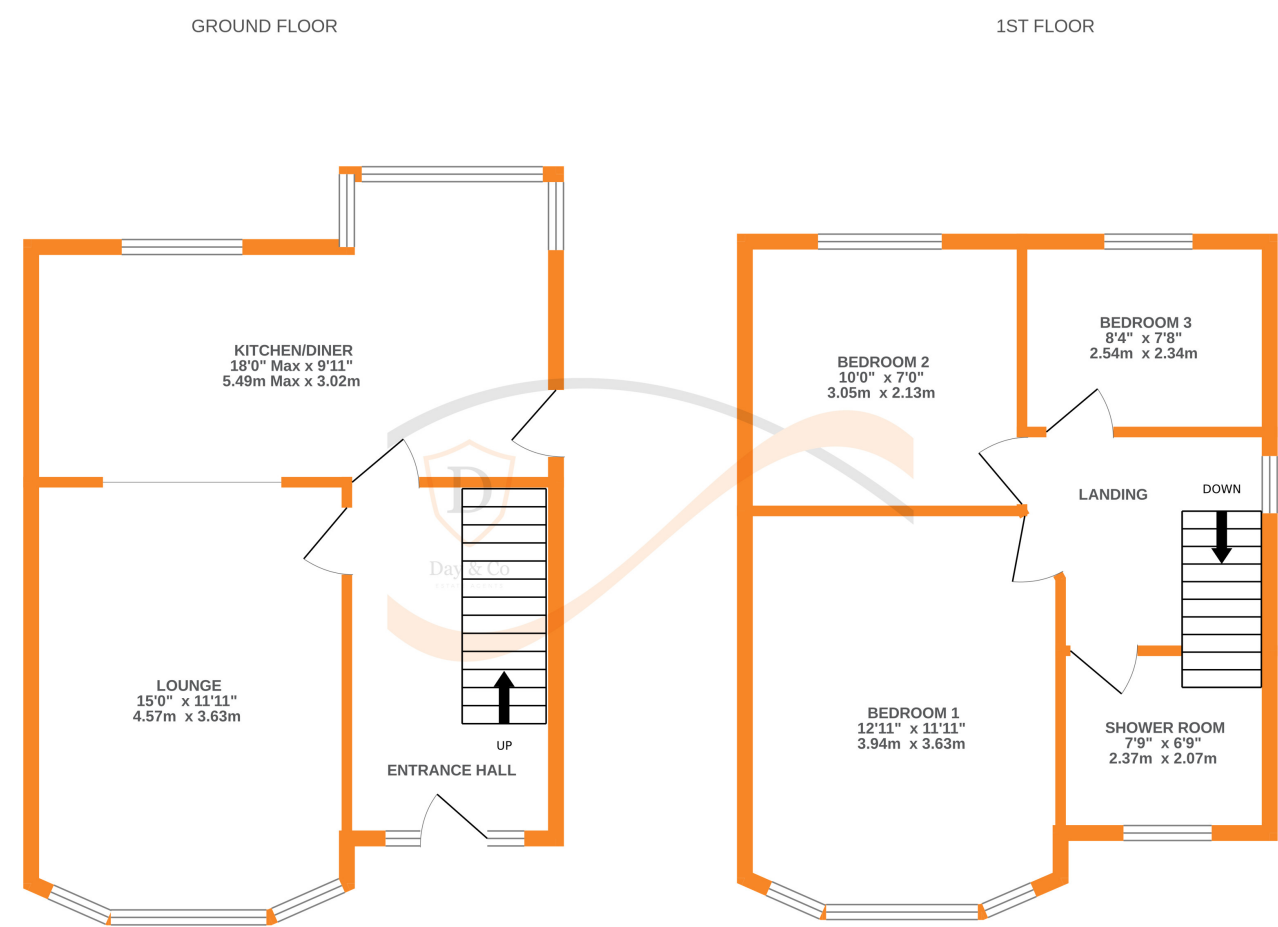 GROUND FLOOR
1ST FLOOR
KITCHEN/DINER
18'0" Max x 9'11"
5.49m Max x 3.02m
LOUNGE
15'0" x 11'11"
4.57m x 3.63m
UP
ENTRANCE HALL
D
Day & Co
BEDROOM 2
10'0" x 7'0"
3.05m x 2.13m
BEDROOM 3
8'4" x 7'8"
2.54m x 2.34m
LANDING
DOWN
BEDROOM 1
12'11" x 11'11"
3.94m x 3.63m
SHOWER ROOM
7'9" x 6'9"
2.37m x 2.07m